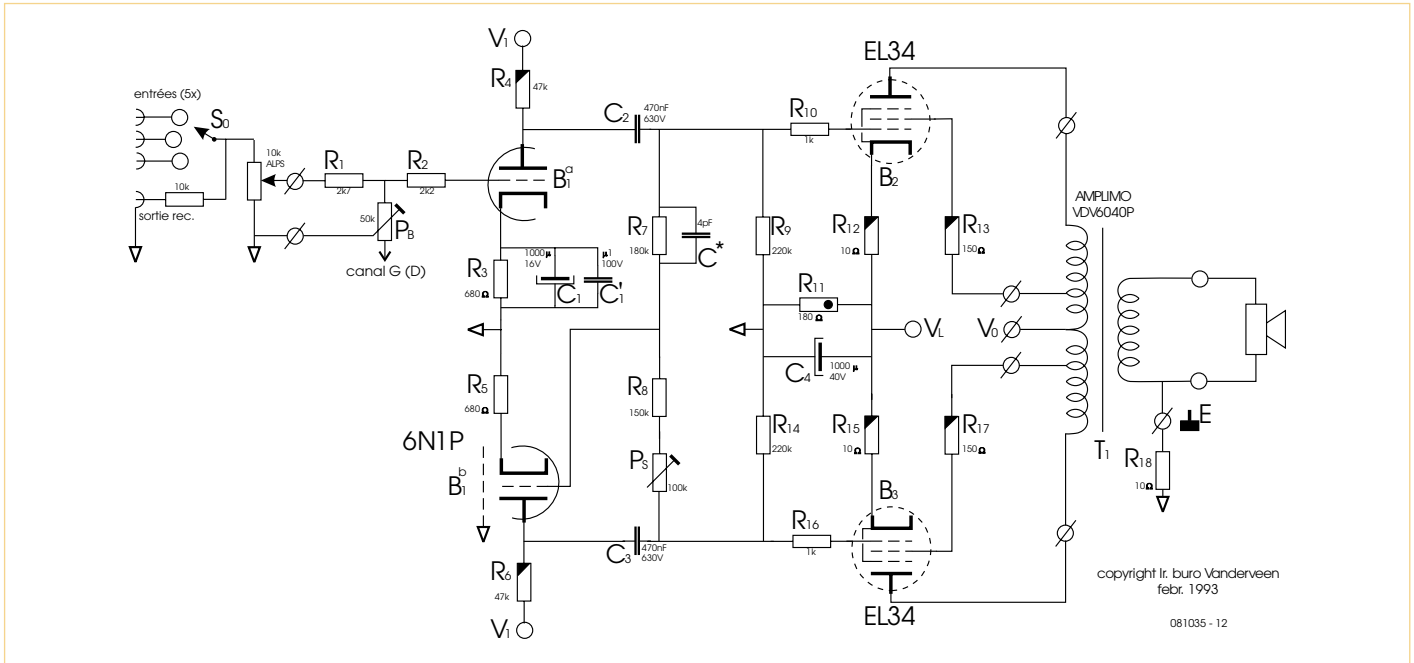 EL34
V1
R4
47k
entrées (5x)
S0
C2
470nF
630V
R10
1k
10k
ALPS
R1
2k7
R2
2k2
B1a
B2
AMPLIMO
VDV6040P
10k
sortie rec.
50k
PB
canal G (D)
R7
180k
4pF
C*
R9
220k
R12
10Ω
R13
150Ω
R3
680Ω
1000µ
16V
C1
µ1
100V
C1'
R11
180Ω
VL
V0
C4
1000µ
40V
R5
680Ω
R8
150k
R14
220k
R15
10Ω
R17
150Ω
E
T1
R18
10Ω
6N1P
B1b
PS
100k
B3
C3
470nF
630V
R16
1k
R6
47k
V1
EL34
copyright Ir. buro Vanderveen
febr. 1993
081035 - 12